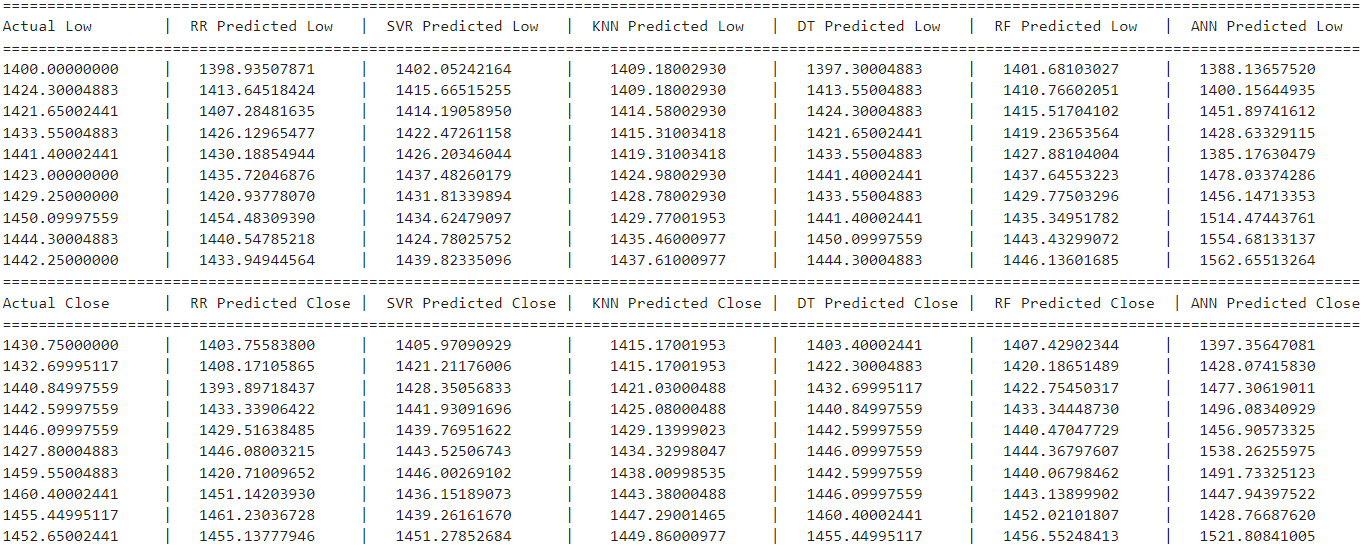 ================================================================================
Actual Low | RR Predicted Low | SVR Predicted Low | KNN Predicted Low | DT Predicted Low | RF Predicted Low | ANN Predicted Low
================================================================================
1400.00000000 | 1398.93507871 | 1402.05242164 | 1409.18002930 | 1397.30004883 | 1401.68103027 | 1388.13657520
1424.30004883 | 1413.64518424 | 1415.66515255 | 1409.18002930 | 1413.55004883 | 1410.76602051 | 1400.15644935
1421.65002441 | 1407.28481635 | 1414.19058950 | 1414.58002930 | 1424.30004883 | 1415.51704102 | 1451.89741612
1433.55004883 | 1426.12965477 | 1422.47261158 | 1415.31003418 | 1421.65002441 | 1419.23653564 | 1428.63329115
1441.40002441 | 1430.18854944 | 1426.20346044 | 1419.31003418 | 1433.55004883 | 1427.88104004 | 1385.17630479
1423.00000000 | 1435.72046876 | 1437.48260179 | 1424.98002930 | 1441.40002441 | 1437.64553223 | 1478.03374286
1429.25000000 | 1420.93778070 | 1431.81339894 | 1428.78002930 | 1433.55004883 | 1429.77503296 | 1456.14713353
1450.09997559 | 1454.48309390 | 1434.62479097 | 1429.77001953 | 1441.40002441 | 1435.34951782 | 1514.47443761
1444.30004883 | 1440.54785218 | 1424.78025752 | 1435.46000977 | 1450.09997559 | 1443.43299072 | 1554.68133137
1442.25000000 | 1433.94944564 | 1439.82335096 | 1437.61000977 | 1444.30004883 | 1446.13601685 | 1562.65513264
================================================================================
Actual Close | RR Predicted Close | SVR Predicted Close | KNN Predicted Close | DT Predicted Close | RF Predicted Close | ANN Predicted Close
================================================================================
1430.75000000 | 1403.75583800 | 1405.97090929 | 1415.17001953 | 1403.40002441 | 1407.42902344 | 1397.35647081
1432.69995117 | 1408.17105865 | 1421.21176006 | 1415.17001953 | 1422.30004883 | 1420.18651489 | 1428.07415830
1440.84997559 | 1393.89718437 | 1428.35056833 | 1421.03000488 | 1432.69995117 | 1422.75450317 | 1477.30619011
1442.59997559 | 1433.33906422 | 1441.93091696 | 1425.08000488 | 1440.84997559 | 1433.34448730 | 1496.08340929
1446.09997559 | 1429.51638485 | 1439.76951622 | 1429.13999023 | 1442.59997559 | 1440.47047729 | 1456.90573325
1427.80004883 | 1446.08003215 | 1443.52506743 | 1434.32998047 | 1446.09997559 | 1444.36797607 | 1538.26255975
1459.55004883 | 1420.71009652 | 1446.00269102 | 1438.00998535 | 1442.59997559 | 1440.06798462 | 1491.73325123
1460.40002441 | 1451.14203930 | 1436.15189073 | 1443.38000488 | 1446.09997559 | 1443.13899902 | 1447.94397522
1455.44995117 | 1461.23036728 | 1439.26161670 | 1447.29001465 | 1460.40002441 | 1452.02101807 | 1428.76687620
1452.65002441 | 1455.13777946 | 1451.27852684 | 1449.86000977 | 1455.44995117 | 1456.55248413 | 1521.80841005